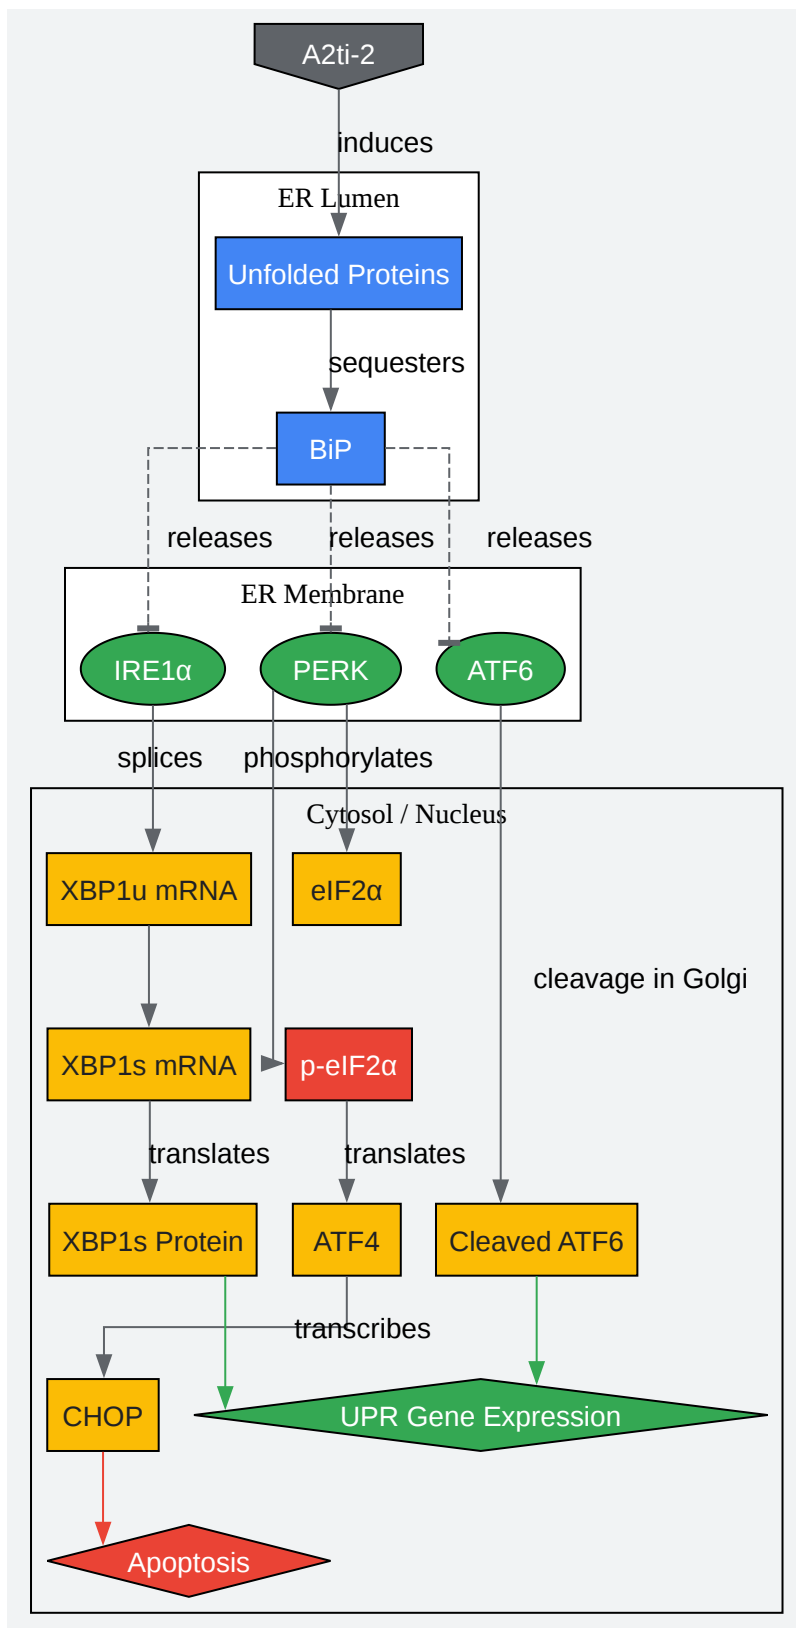 A2ti-2
induces
ER Lumen
Unfolded Proteins
sequesters
BiP
releases
releases
releases
ER Membrane
IRE1α
PERK
ATF6
splices
phosphorylates
Cytosol / Nucleus
XBP1u mRNA
eIF2α
cleavage in Golgi
XBP1s mRNA
p-eIF2α
translates
translates
XBP1s Protein
ATF4
Cleaved ATF6
transcribes
CHOP
UPR Gene Expression
Apoptosis